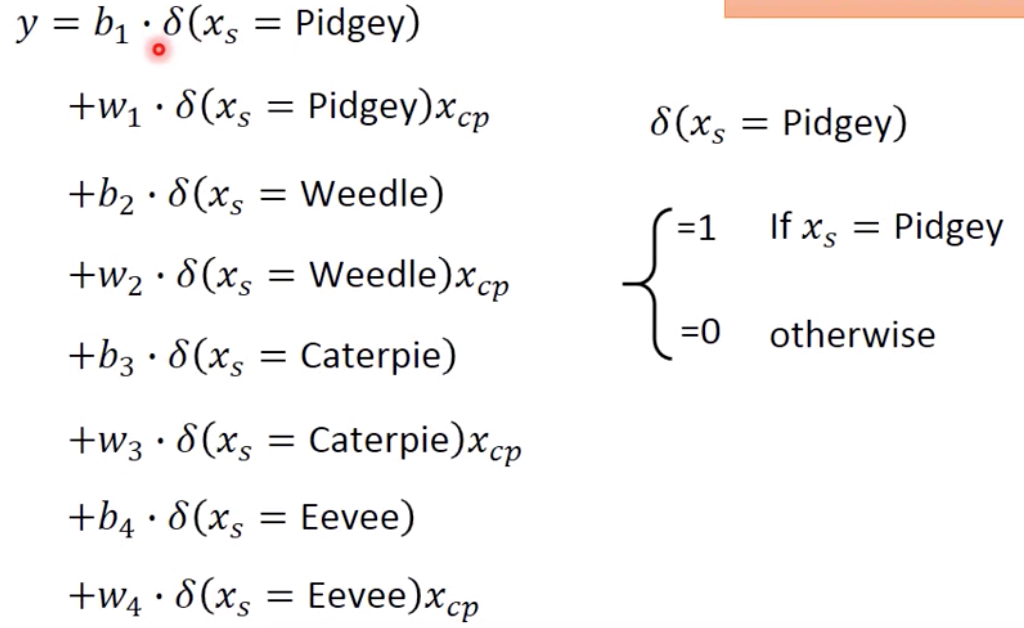 y = b₁ · δ(xₛ = Pidgey)
+w₁ · δ(xₛ = Pidgey)x_cp
+b₂ · δ(xₛ = Weedle)
+w₂ · δ(xₛ = Weedle)x_cp
+b₃ · δ(xₛ = Caterpie)
+w₃ · δ(xₛ = Caterpie)x_cp
+b₄ · δ(xₛ = Eevee)
+w₄ · δ(xₛ = Eevee)x_cp
δ(xₛ = Pidgey)
{ =1 If xₛ = Pidgey
=0 otherwise